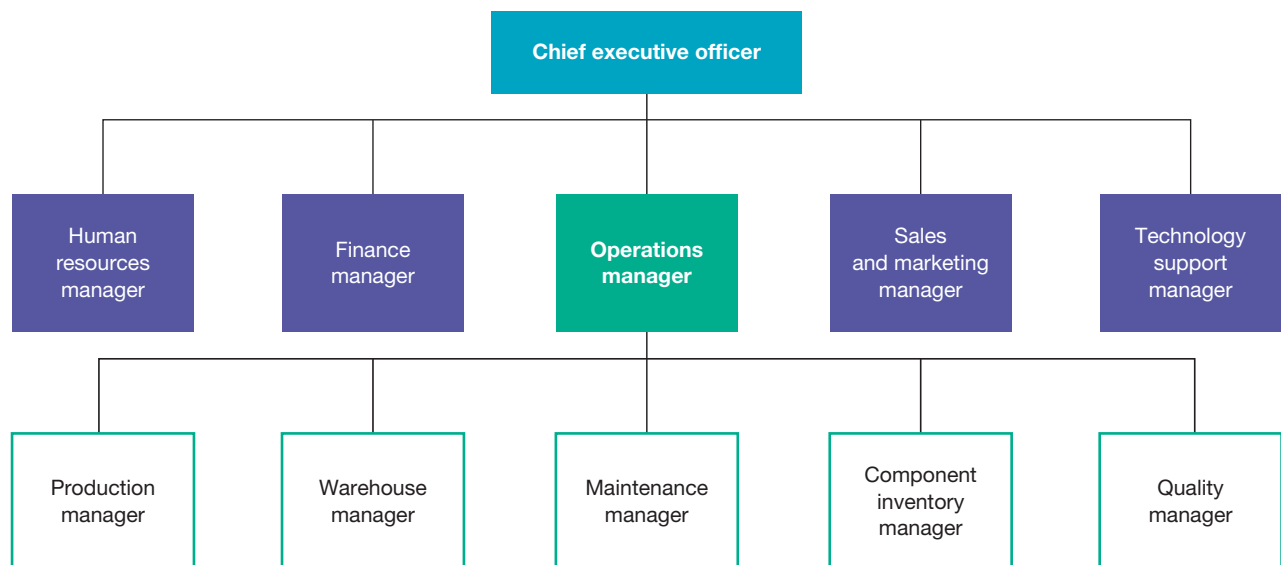 Chief executive officer
Human
resources
manager
Finance
manager
Operations
manager
Sales
and marketing
manager
Technology
support
manager
Production
manager
Warehouse
manager
Maintenance
manager
Component
inventory
manager
Quality
manager